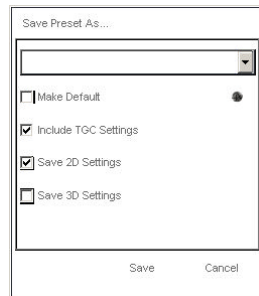 Save Preset As...
Make Default
Include TGC Settings
Save 2D Settings
Save 3D Settings
Save Cancel